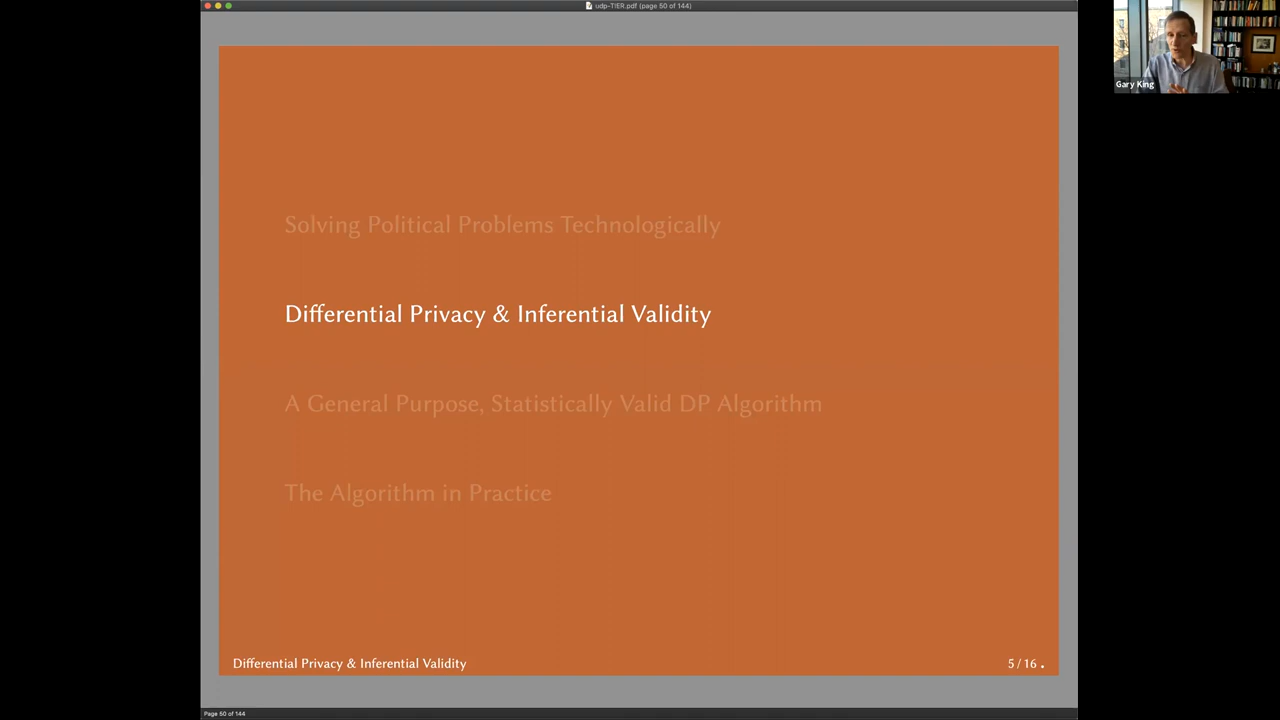 udp-TIER.pdf (page 50 of 144)
Gary King
Solving Political Problems Technologically
Differential Privacy & Inferential Validity
A General Purpose, Statistically Valid DP Algorithm
The Algorithm in Practice
Differential Privacy & Inferential Validity
5 / 16 .
Page 50 of 144